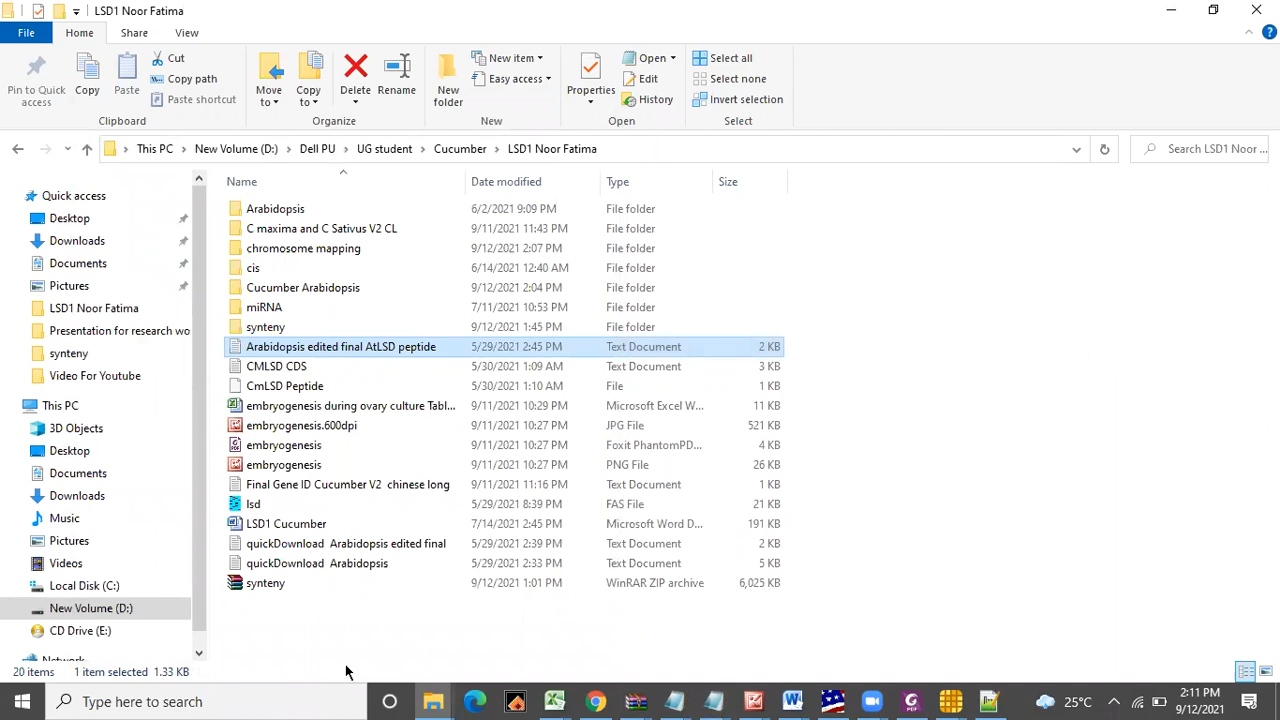 LSD1 Noor Fatima
File Home Share View
Pin to Quick access
Copy
Paste
Cut
Copy path
Paste shortcut
Clipboard
Move to
Copy to
Delete
Rename
Organize
New folder
New item
Easy access
New
Properties
Open
Edit
History
Open
Select all
Select none
Invert selection
Select
This PC › New Volume (D:) › Dell PU › UG student › Cucumber › LSD1 Noor Fatima
Search LSD1 Noor ...
Quick access
Desktop
Downloads
Documents
Pictures
LSD1 Noor Fatima
Presentation for research wo
synteny
Video For Youtube
This PC
3D Objects
Desktop
Documents
Downloads
Music
Pictures
Videos
Local Disk (C:)
New Volume (D:)
CD Drive (E:)
Network
Name Date modified Type Size
Arabidopsis 6/2/2021 9:09 PM File folder
C maxima and C Sativus V2 CL 9/11/2021 11:43 PM File folder
chromosome mapping 9/12/2021 2:07 PM File folder
cis 6/14/2021 12:40 AM File folder
Cucumber Arabidopsis 9/12/2021 2:04 PM File folder
miRNA 7/11/2021 10:53 PM File folder
synteny 9/12/2021 1:45 PM File folder
Arabidopsis edited final AtLSD peptide 5/29/2021 2:45 PM Text Document 2 KB
CMLSD CDS 5/30/2021 1:09 AM Text Document 3 KB
CmLSD Peptide 5/30/2021 1:10 AM File 1 KB
embryogenesis during ovary culture Tabl... 9/11/2021 10:29 PM Microsoft Excel W... 11 KB
embryogenesis.600dpi 9/11/2021 10:27 PM JPG File 521 KB
embryogenesis 9/11/2021 10:27 PM Foxit PhantomPD... 4 KB
embryogenesis 9/11/2021 10:27 PM PNG File 26 KB
Final Gene ID Cucumber V2 chinese long 9/11/2021 11:16 PM Text Document 1 KB
lsd 5/29/2021 8:39 PM FAS File 21 KB
LSD1 Cucumber 7/14/2021 2:45 PM Microsoft Word D... 191 KB
quickDownload Arabidopsis edited final 5/29/2021 2:39 PM Text Document 2 KB
quickDownload Arabidopsis 5/29/2021 2:33 PM Text Document 5 KB
synteny 9/12/2021 1:01 PM WinRAR ZIP archive 6,025 KB
20 items 1 item selected 1.33 KB
Type here to search
25°C
2:11 PM
9/12/2021